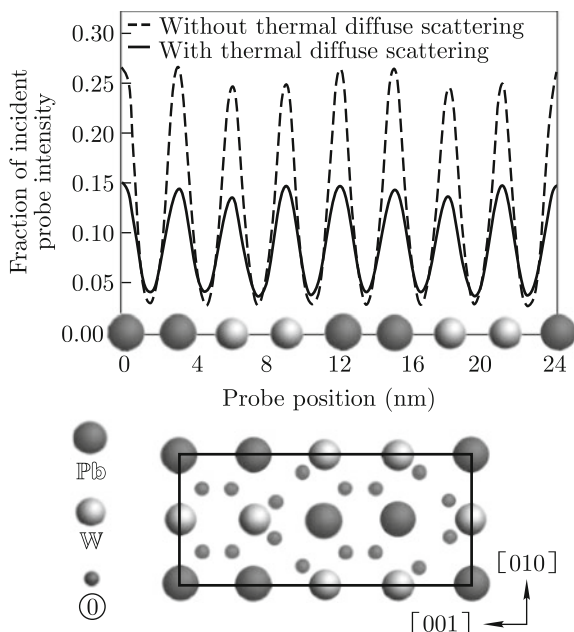 Without thermal diffuse scattering
With thermal diffuse scattering
Fraction of incident
probe intensity
0.30
0.25
0.20
0.15
0.10
0.05
0.00
0 4 6 8 12 16 20 24
Probe position (nm)
Pb
W
O
[010]
[001]